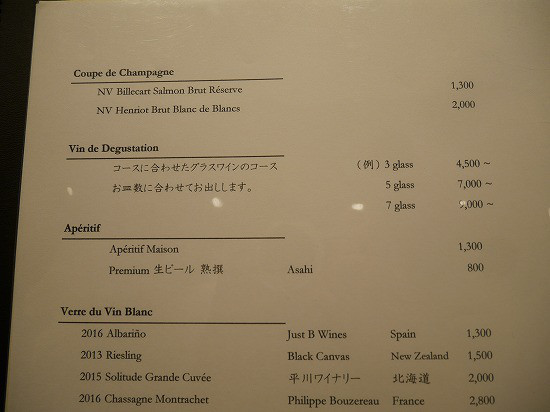 Coupe de Champagne
NV Billecart Salmon Brut Réserve 1,300
NV Henriot Brut Blanc de Blancs 2,000
Vin de Degustation
コースに合わせたグラスワインのコース (例) 3 glass 4,500 ~
お皿数に合わせてお出しします。 5 glass 7,000 ~
7 glass 9,000 ~
Apéritif
Apéritif Maison 1,300
Premium 生ビール 熟撰 Asahi 800
Verre du Vin Blanc
2016 Albariño Just B Wines Spain 1,300
2013 Riesling Black Canvas New Zealand 1,500
2015 Solitude Grande Cuvée 平川ワイナリー 北海道 2,000
2016 Chassagne Montrachet Philippe Bouzereau France 2,800